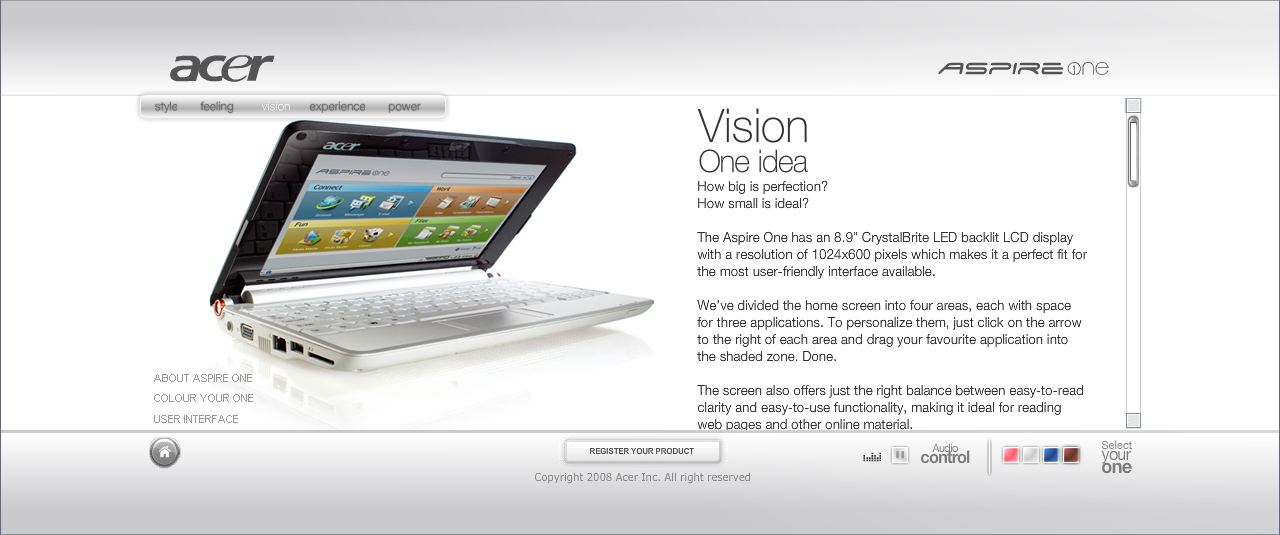 acer
ASPIRE one
style feeling vision experience power
acer
ASPIRE one
Connect
Word
Fun
Files
Vision
One idea
How big is perfection?
How small is ideal?
The Aspire One has an 8.9" CrystalBrite LED backlit LCD display
with a resolution of 1024x600 pixels which makes it a perfect fit for
the most user-friendly interface available.
We've divided the home screen into four areas, each with space
for three applications. To personalize them, just click on the arrow
to the right of each area and drag your favourite application into
the shaded zone. Done.
The screen also offers just the right balance between easy-to-read
clarity and easy-to-use functionality, making it ideal for reading
web pages and other online material.
ABOUT ASPIRE ONE
COLOUR YOUR ONE
USER INTERFACE
REGISTER YOUR PRODUCT
Copyright 2008 Acer Inc. All right reserved
Audio
control
Select
your
one